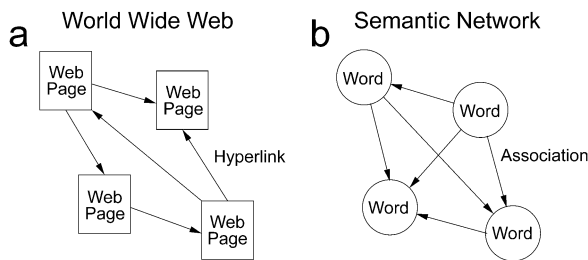 World Wide Web
Semantic Network
a
b
Web
Page
Web
Page
Hyperlink
Web
Page
Web
Page
Word
Word
Association
Word
Word